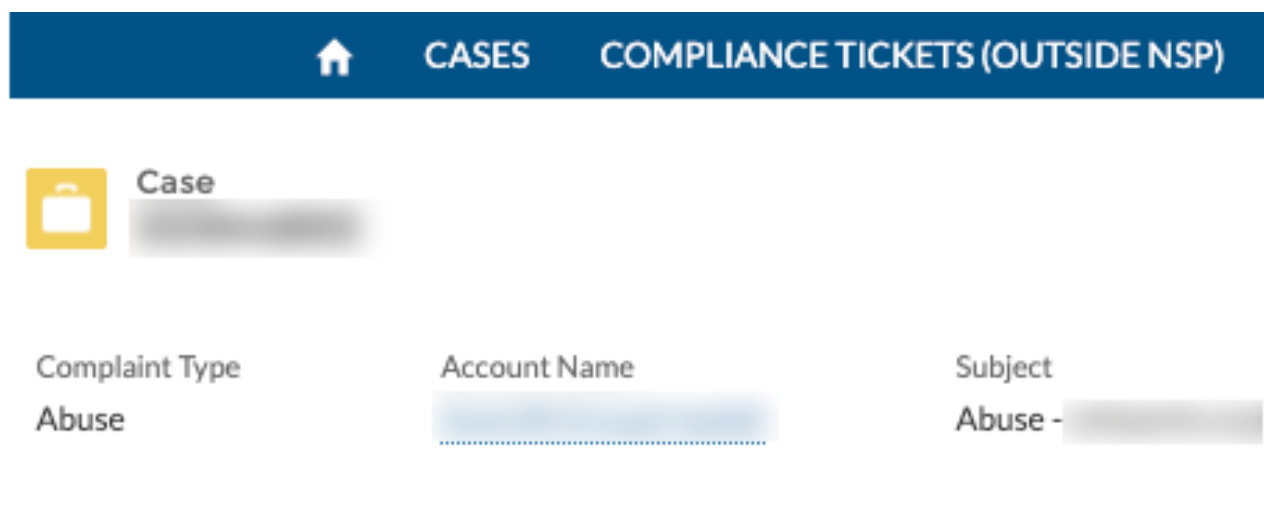 CASES COMPLIANCE TICKETS (OUTSIDE NSP)
Case
Complaint Type Account Name Subject
Abuse Abuse -